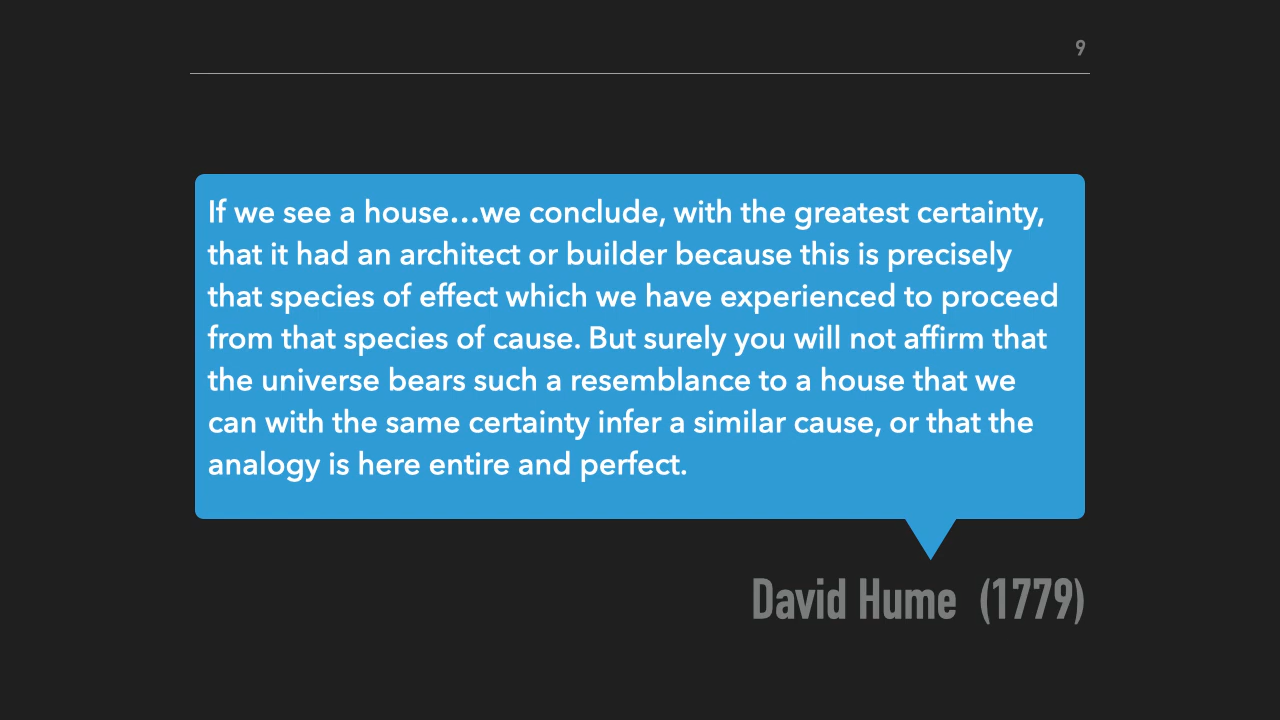 9
If we see a house…we conclude, with the greatest certainty,
that it had an architect or builder because this is precisely
that species of effect which we have experienced to proceed
from that species of cause. But surely you will not affirm that
the universe bears such a resemblance to a house that we
can with the same certainty infer a similar cause, or that the
analogy is here entire and perfect.
David Hume (1779)